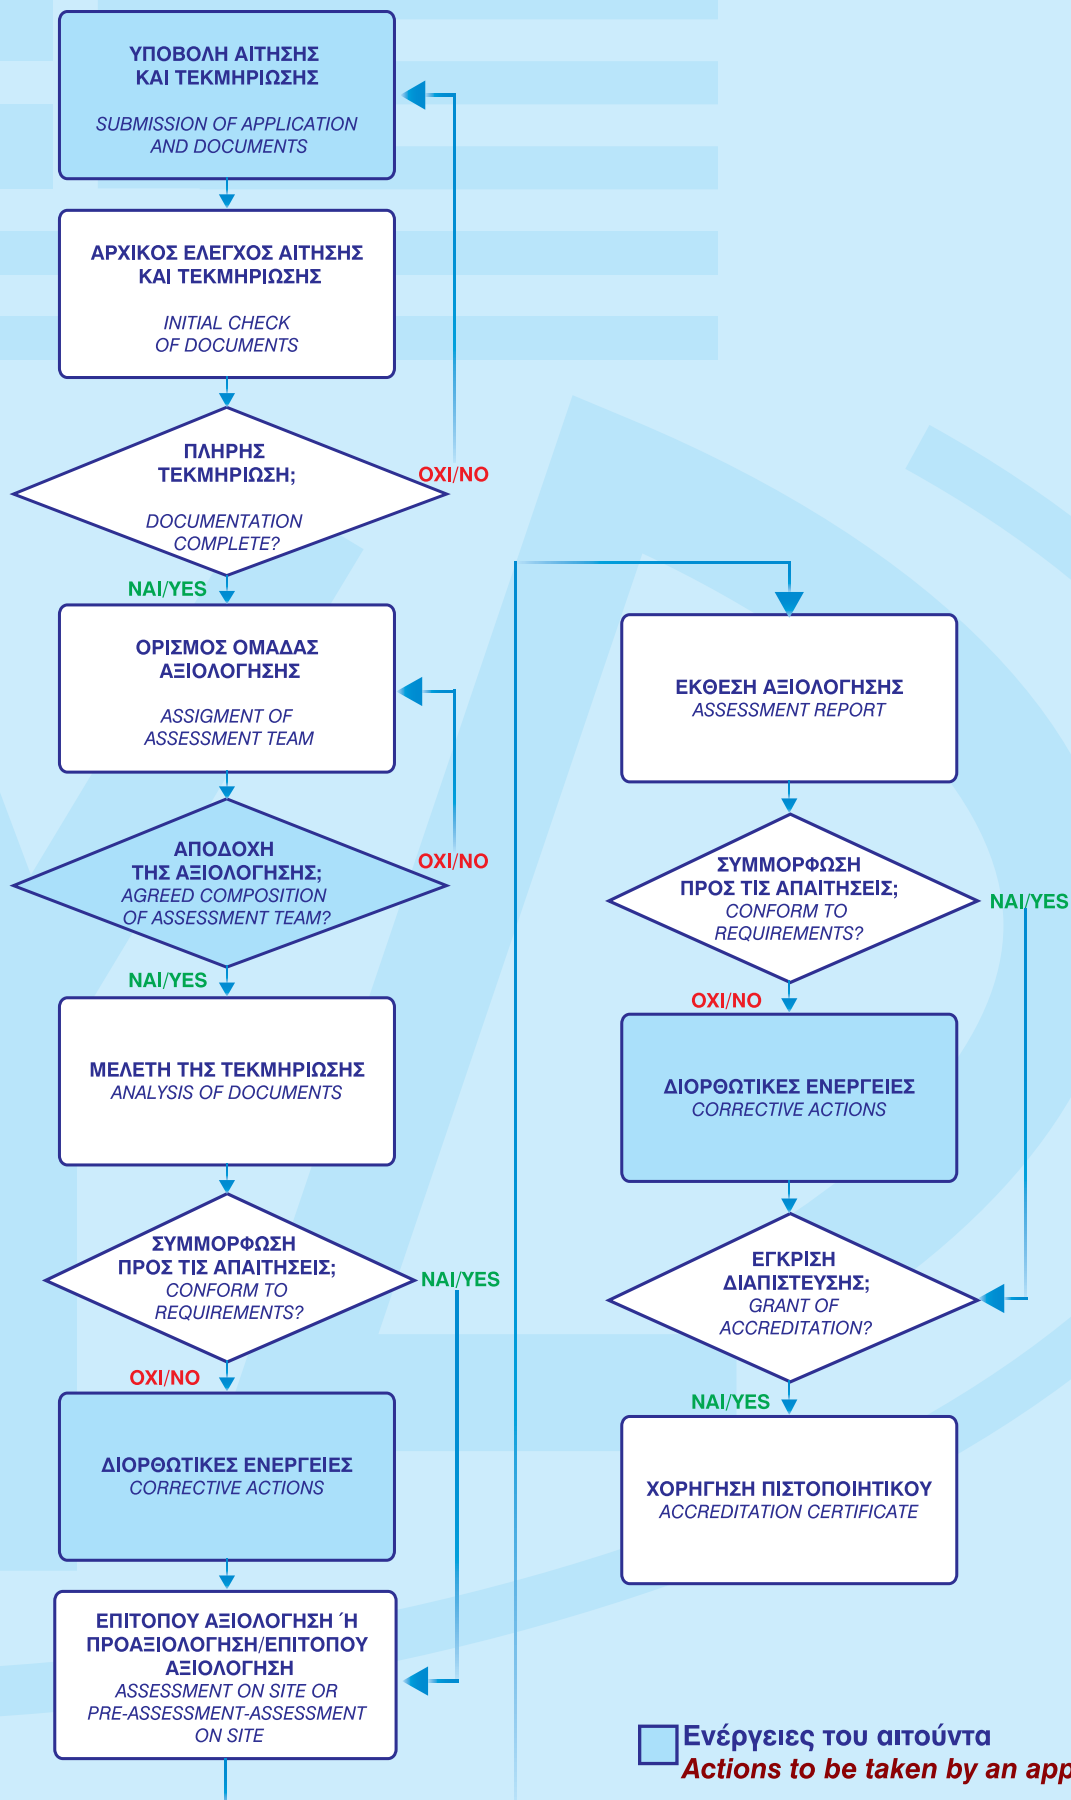 ΥΠΟΒΟΛΗ ΑΙΤΗΣΗΣ
ΚΑΙ ΤΕΚΜΗΡΙΩΣΗΣ
SUBMISSION OF APPLICATION
AND DOCUMENTS
ΑΡΧΙΚΟΣ ΕΛΕΓΧΟΣ ΑΙΤΗΣΗΣ
ΚΑΙ ΤΕΚΜΗΡΙΩΣΗΣ
INITIAL CHECK
OF DOCUMENTS
ΠΛΗΡΗΣ
ΤΕΚΜΗΡΙΩΣΗ;
DOCUMENTATION
COMPLETE?
ΟΧΙ/NO
ΝΑΙ/YES
ΟΡΙΣΜΟΣ ΟΜΑΔΑΣ
ΑΞΙΟΛΟΓΗΣΗΣ
ASSIGMENT OF
ASSESSMENT TEAM
ΑΠΟΔΟΧΗ
ΤΗΣ ΑΞΙΟΛΟΓΗΣΗΣ;
AGREED COMPOSITION
OF ASSESSMENT TEAM?
ΟΧΙ/NO
ΝΑΙ/YES
ΜΕΛΕΤΗ ΤΗΣ ΤΕΚΜΗΡΙΩΣΗΣ
ANALYSIS OF DOCUMENTS
ΣΥΜΜΟΡΦΩΣΗ
ΠΡΟΣ ΤΙΣ ΑΠΑΙΤΗΣΕΙΣ;
CONFORM TO
REQUIREMENTS?
ΝΑΙ/YES
ΟΧΙ/NO
ΔΙΟΡΘΩΤΙΚΕΣ ΕΝΕΡΓΕΙΕΣ
CORRECTIVE ACTIONS
ΕΠΙΤΟΠΟΥ ΑΞΙΟΛΟΓΗΣΗ Ή
ΠΡΟΑΞΙΟΛΟΓΗΣΗ/ΕΠΙΤΟΠΟΥ
ΑΞΙΟΛΟΓΗΣΗ
ASSESSMENT ON SITE OR
PRE-ASSESSMENT-ASSESSMENT
ON SITE
ΕΚΘΕΣΗ ΑΞΙΟΛΟΓΗΣΗΣ
ASSESSMENT REPORT
ΣΥΜΜΟΡΦΩΣΗ
ΠΡΟΣ ΤΙΣ ΑΠΑΙΤΗΣΕΙΣ;
CONFORM TO
REQUIREMENTS?
ΝΑΙ/YES
ΟΧΙ/NO
ΔΙΟΡΘΩΤΙΚΕΣ ΕΝΕΡΓΕΙΕΣ
CORRECTIVE ACTIONS
ΕΓΚΡΙΣΗ
ΔΙΑΠΙΣΤΕΥΣΗΣ;
GRANT OF
ACCREDITATION?
ΝΑΙ/YES
ΧΟΡΗΓΗΣΗ ΠΙΣΤΟΠΟΙΗΤΙΚΟΥ
ACCREDITATION CERTIFICATE
Ενέργειες του αιτούντα
Actions to be taken by an app